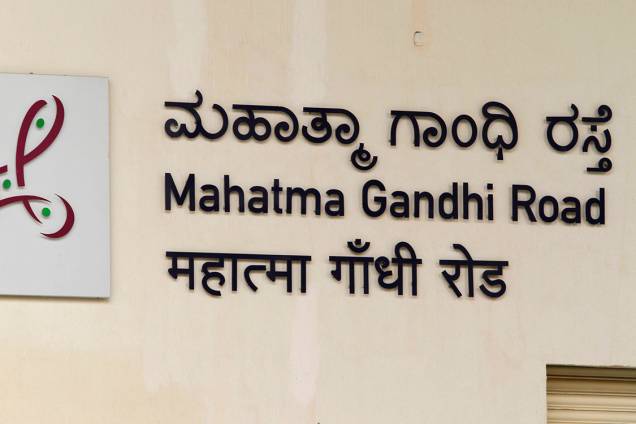 ಮಹಾತ್ಮಾ ಗಾಂಧಿ ರಸ್ತೆ
Mahatma Gandhi Road
महात्मा गाँधी रोड